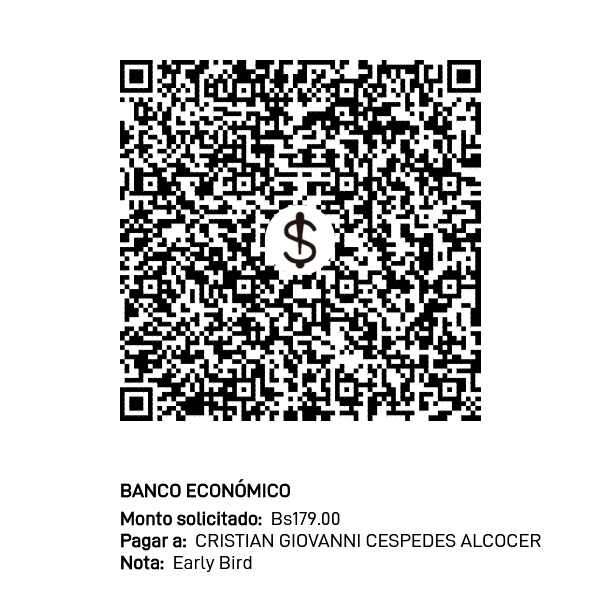 $
BANCO ECONÓMICO
Monto solicitado: Bs179.00
Pagar a: CRISTIAN GIOVANNI CESPEDES ALCOCER
Nota: Early Bird